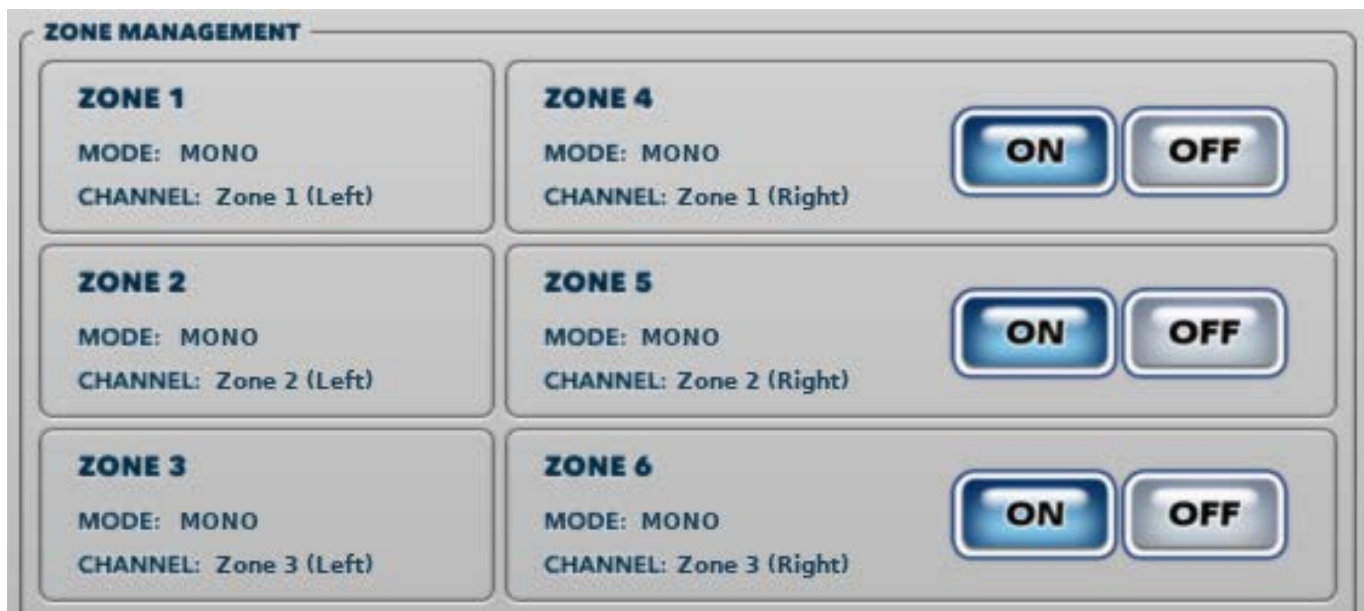 ZONE MANAGEMENT
ZONE 1
MODE: MONO
CHANNEL: Zone 1 (Left)
ZONE 4
MODE: MONO
CHANNEL: Zone 1 (Right)
ON OFF
ZONE 2
MODE: MONO
CHANNEL: Zone 2 (Left)
ZONE 5
MODE: MONO
CHANNEL: Zone 2 (Right)
ON OFF
ZONE 3
MODE: MONO
CHANNEL: Zone 3 (Left)
ZONE 6
MODE: MONO
CHANNEL: Zone 3 (Right)
ON OFF